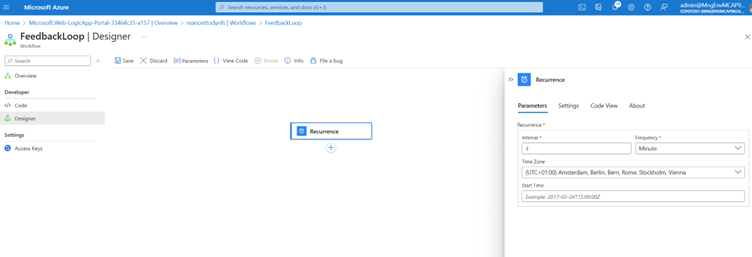 Microsoft Azure
Search resources, services, and docs (G+/)
admin@MngEnvMCAP9...
Home > Microsoft.Web-LogicApp-Portal-33464c35-a157 | Overview > manonttodynfs | Workflows > FeedbackLoop >
FeedbackLoop | Designer ...
Workflow
Search
Save Discard Parameters View Code Errors Info File a bug
Overview
Developer
Code
Designer
Settings
Access Keys
Recurrence
Recurrence
Parameters Settings Code View About
Recurrence *
Interval * Frequency *
3 Minute
Time Zone
(UTC+01:00) Amsterdam, Berlin, Bern, Rome, Stockholm, Vienna
Start Time
Example: 2017-03-24T15:00:00Z